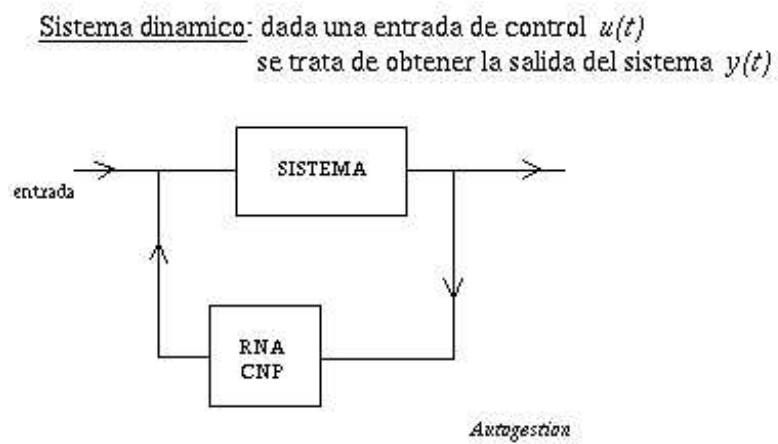 Sistema dinamico: dada una entrada de control u(t)
se trata de obtener la salida del sistema y(t)
SISTEMA
entrada
RNA
CNP
Autogestion